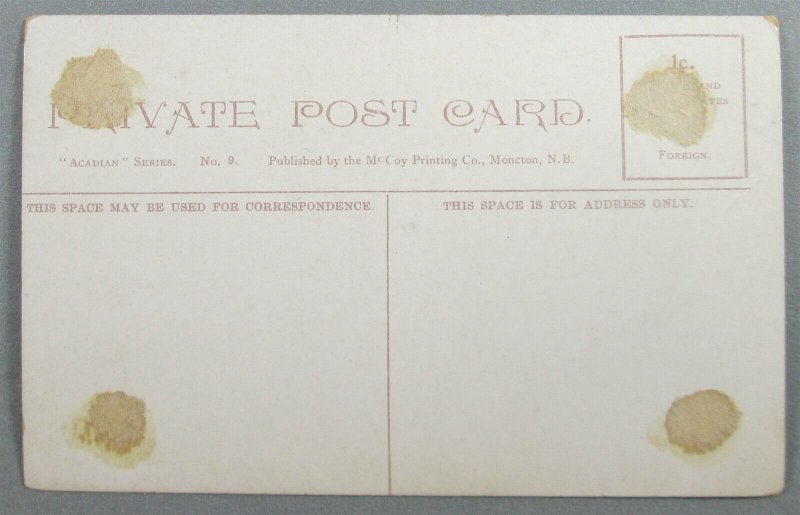 PRIVATE POST CARD.
"ACADIAN" SERIES. No. 9. Published by the McCoy Printing Co., Moncton, N.B.
1c.
AND
FOREIGN.
THIS SPACE MAY BE USED FOR CORRESPONDENCE.
THIS SPACE IS FOR ADDRESS ONLY.